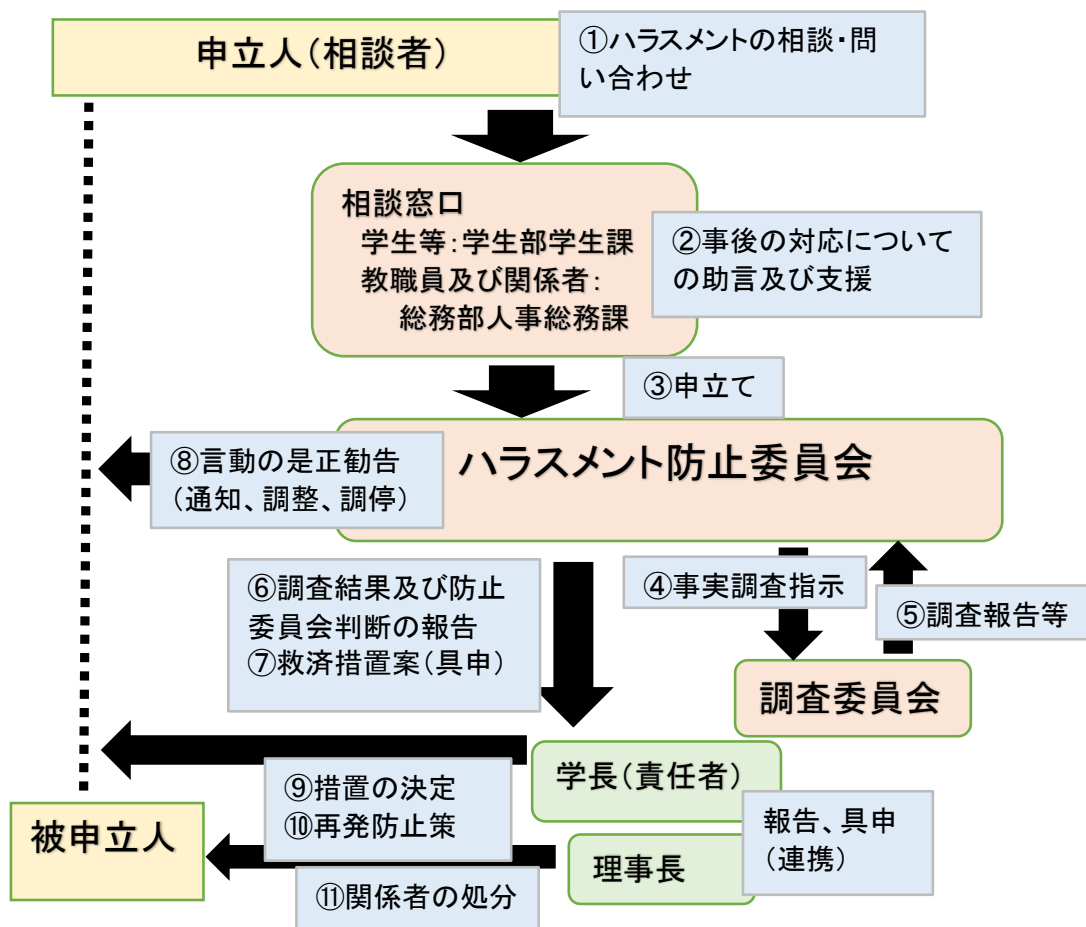 申立人(相談者)
①ハラスメントの相談・問
い合わせ
相談窓口
学生等:学生部学生課
教職員及び関係者:
総務部人事総務課
②事後の対応について
の助言及び支援
③申立て
ハラスメント防止委員会
⑧言動の是正勧告
(通知、調整、調停)
⑥調査結果及び防止
委員会判断の報告
⑦救済措置案(具申)
④事実調査指示
⑤調査報告等
調査委員会
学長(責任者)
⑨措置の決定
⑩再発防止策
報告、具申
(連携)
被申立人
理事長
⑪関係者の処分